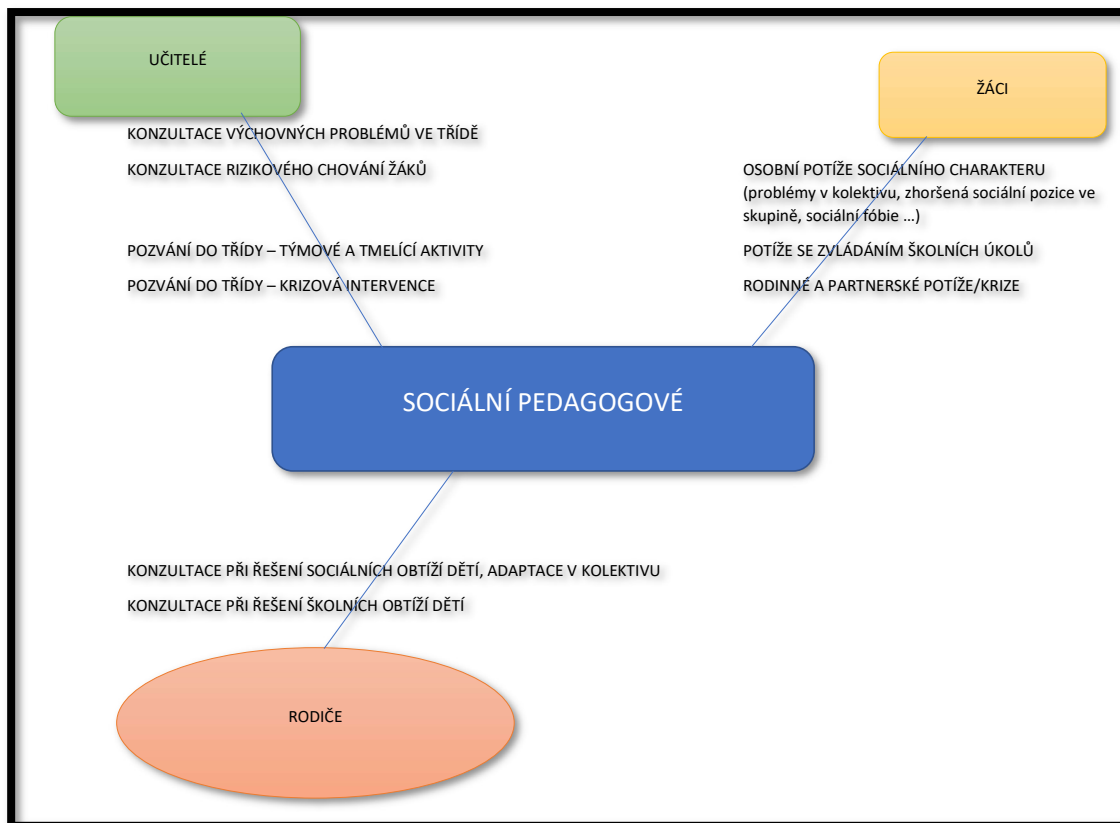 UČITELÉ
ŽÁCI
KONZULTACE VÝCHOVNÝCH PROBLÉMŮ VE TŘÍDĚ
KONZULTACE RIZIKOVÉHO CHOVÁNÍ ŽÁKŮ
POZVÁNÍ DO TŘÍDY – TÝMOVÉ A TMELÍCÍ AKTIVITY
POZVÁNÍ DO TŘÍDY – KRIZOVÁ INTERVENCE
OSOBNÍ POTÍŽE SOCIÁLNÍHO CHARAKTERU
(problémy v kolektivu, zhoršená sociální pozice ve
skupině, sociální fóbie ...)
POTÍŽE SE ZVLÁDÁNÍM ŠKOLNÍCH ÚKOLŮ
RODINNÉ A PARTNERSKÉ POTÍŽE/KRIZE
SOCIÁLNÍ PEDAGOGOVÉ
KONZULTACE PŘI ŘEŠENÍ SOCIÁLNÍCH OBTÍŽÍ DĚTÍ, ADAPTACE V KOLEKTIVU
KONZULTACE PŘI ŘEŠENÍ ŠKOLNÍCH OBTÍŽÍ DĚTÍ
RODIČE